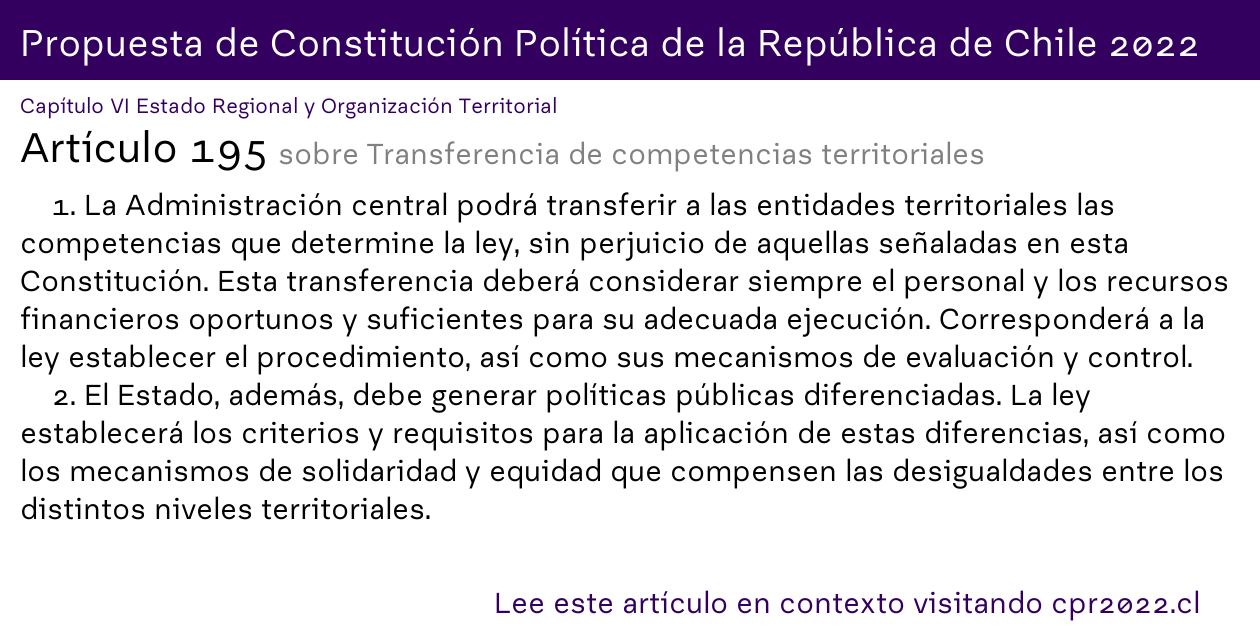 Propuesta de Constitución Política de la República de Chile 2022
Capítulo VI Estado Regional y Organización Territorial
Artículo 195 sobre Transferencia de competencias territoriales
1. La Administración central podrá transferir a las entidades territoriales las
competencias que determine la ley, sin perjuicio de aquellas señaladas en esta
Constitución. Esta transferencia deberá considerar siempre el personal y los recursos
financieros oportunos y suficientes para su adecuada ejecución. Corresponderá a la
ley establecer el procedimiento, así como sus mecanismos de evaluación y control.
2. El Estado, además, debe generar políticas públicas diferenciadas. La ley
establecerá los criterios y requisitos para la aplicación de estas diferencias, así como
los mecanismos de solidaridad y equidad que compensen las desigualdades entre los
distintos niveles territoriales.
Lee este artículo en contexto visitando cpr2022.cl